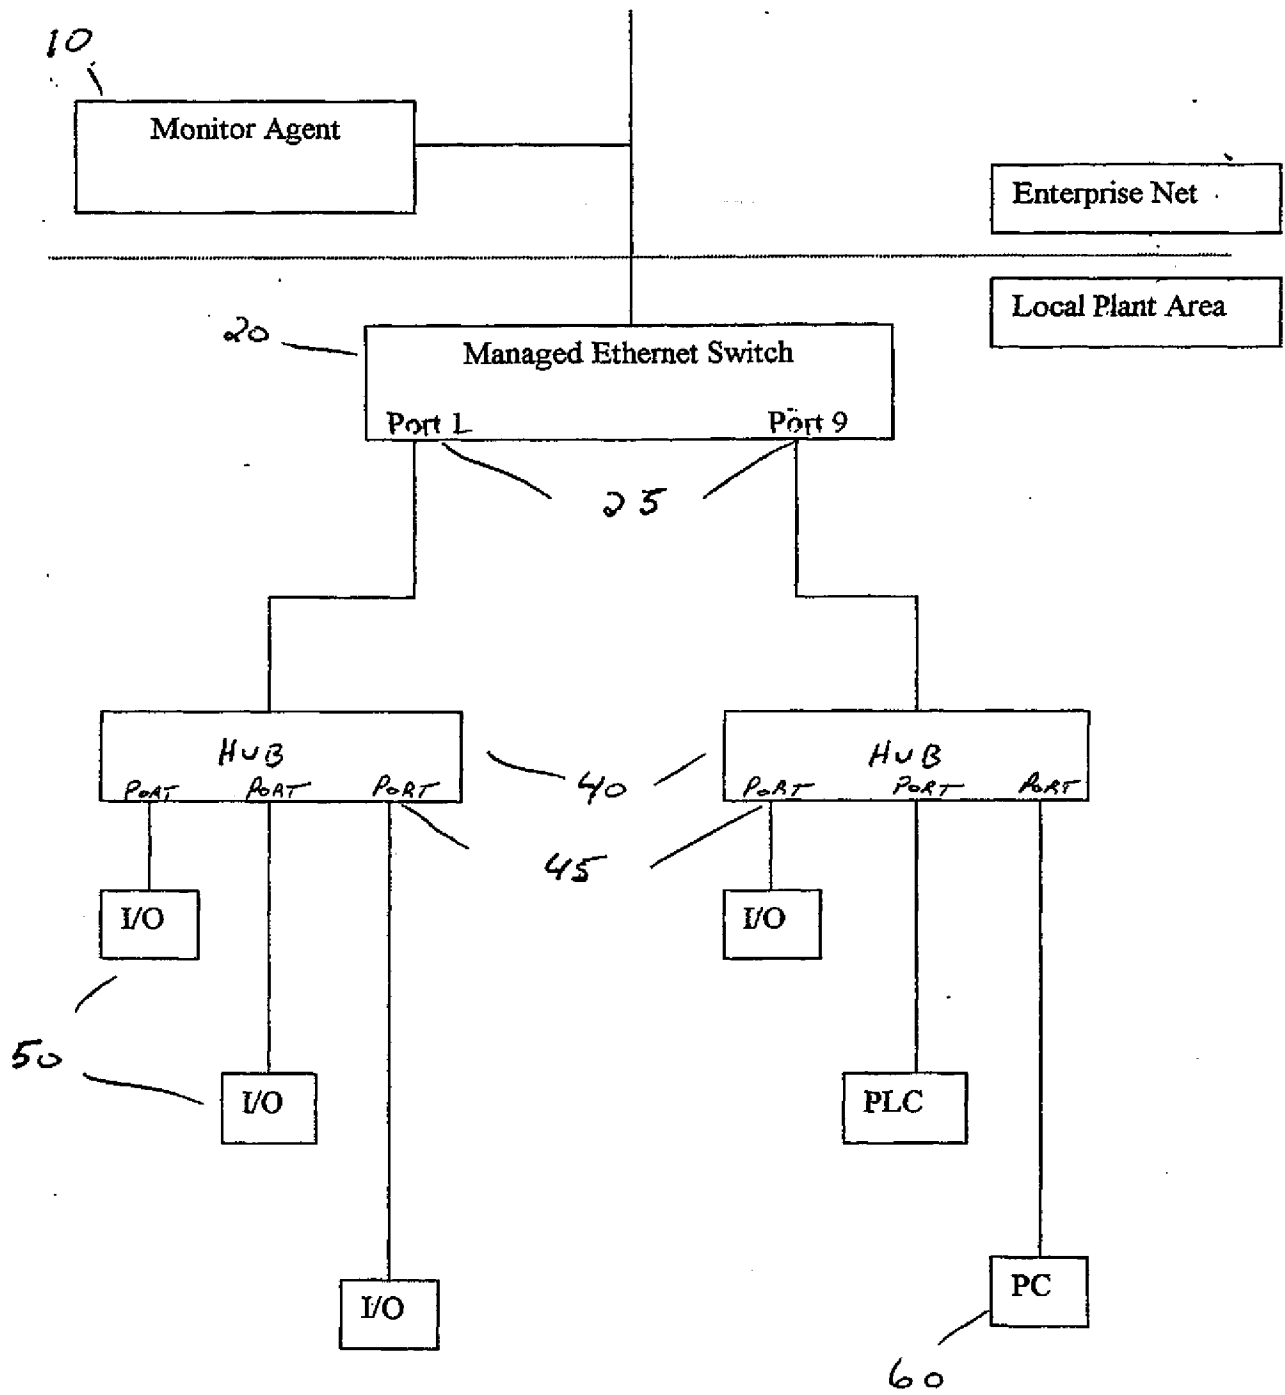 10
Monitor Agent
Enterprise Net
Local Plant Area
20
Managed Ethernet Switch
Port 1
Port 9
25
HUB
HUB
40
PORT
PORT
PORT
PORT
PORT
PORT
45
I/O
I/O
50
I/O
PLC
I/O
PC
60